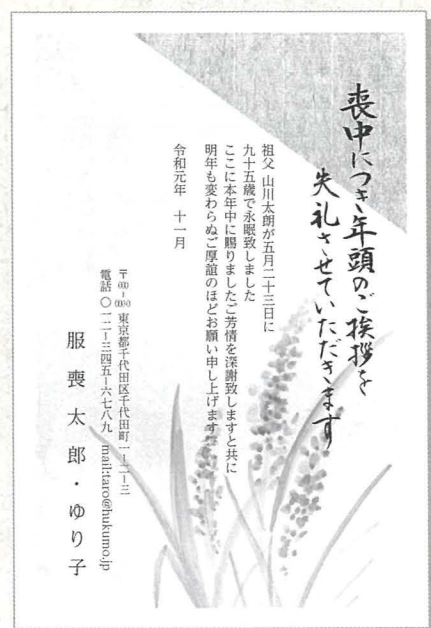 喪中につき年頭のご挨拶を
失礼させていただきます
祖父 山川太朗が五月二十三日に
九十五歳で永眠致しました
ここに本年中に賜りましたご芳情を深謝致しますと共に
明年も変わらぬご厚誼のほどお願い申し上げます
令和元年 十一月
〒000-0000 東京都千代田区千代田町一-二-三
電話 〇一二-三四五-六七八九 mail:taro@hukumo.jp
服喪太郎・ゆり子